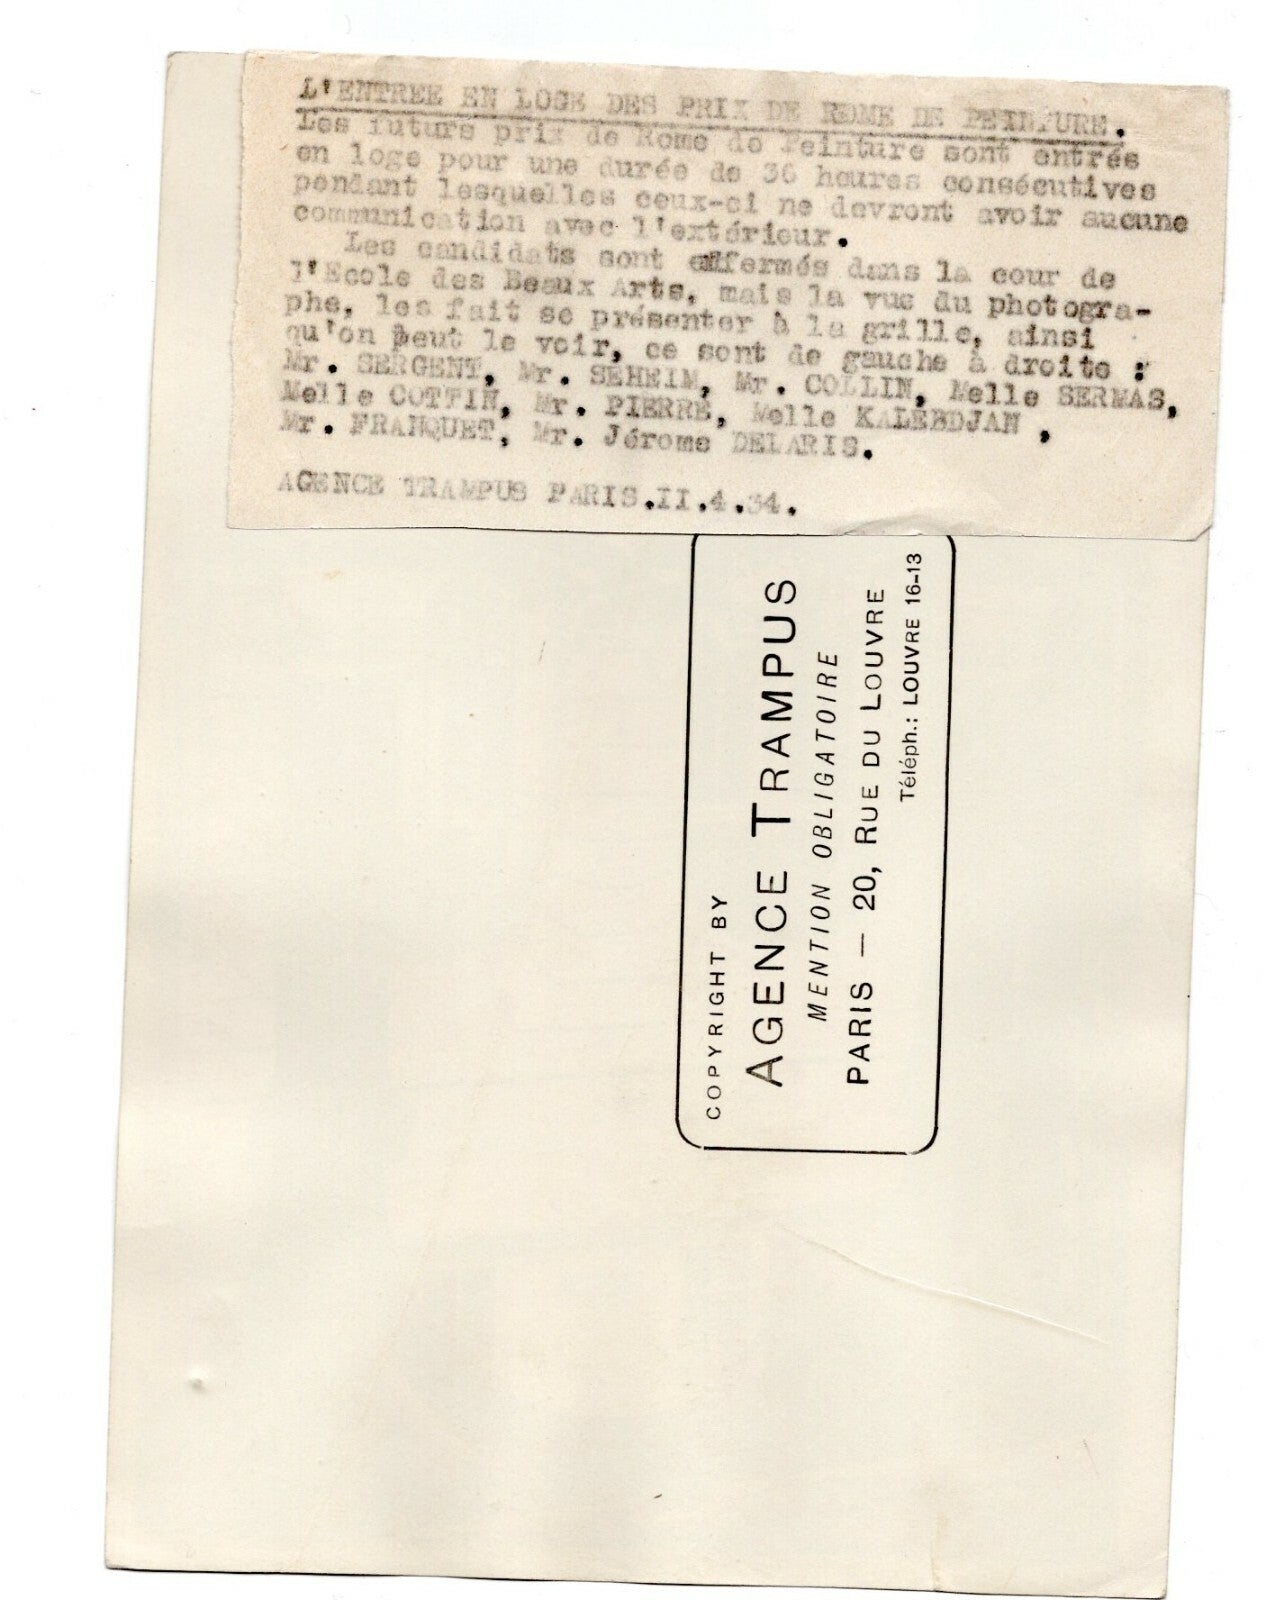 L'ENTREE EN LOGE DES PRIX DE ROME DE PEINTURE.
Les futurs prix de Rome de Peinture sont entrés
en loge pour une durée de 36 heures consécutives
pendant lesquelles ceux-ci ne devront avoir aucune
communication avec l'extérieur.
Les candidats sont enfermés dans la cour de
l'Ecole des Beaux Arts, mais la vue du photogra-
phe, les fait se présenter à la grille, ainsi
qu'on peut le voir, ce sont de gauche à droite :
Mr. SERGENT, Mr. SEHEIM, Mr. COLLIN, Melle SERMAS,
Melle COTTIN, Mr. PIERRE, Melle KALEBDJAN,
Mr. FRANQUET, Mr. Jérome DELARIS.
AGENCE TRAMPUS PARIS.II.4.34.
COPYRIGHT BY
AGENCE TRAMPUS
MENTION OBLIGATOIRE
PARIS — 20, RUE DU LOUVRE
Téléph.: LOUVRE 16-13